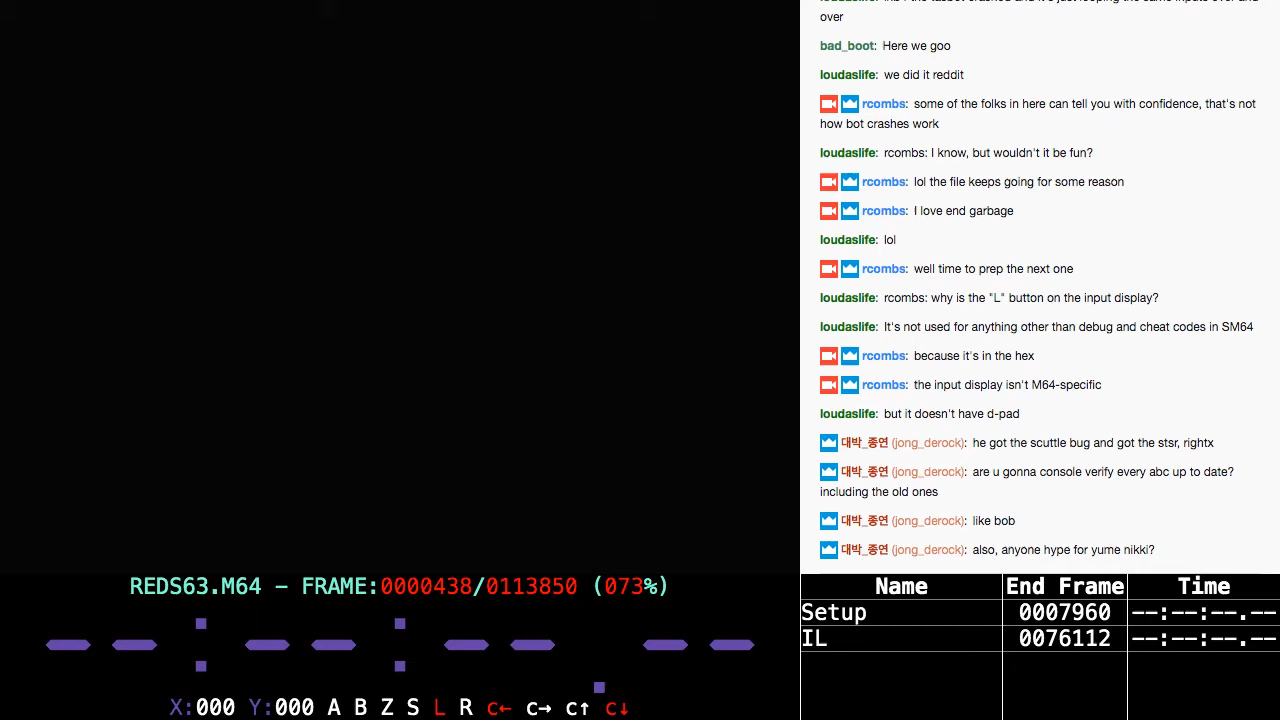 over
bad_boot: Here we goo
loudaslife: we did it reddit
rcombs: some of the folks in here can tell you with confidence, that's not
how bot crashes work
loudaslife: rcombs: I know, but wouldn't it be fun?
rcombs: lol the file keeps going for some reason
rcombs: I love end garbage
loudaslife: lol
rcombs: well time to prep the next one
loudaslife: rcombs: why is the "L" button on the input display?
loudaslife: It's not used for anything other than debug and cheat codes in SM64
rcombs: because it's in the hex
rcombs: the input display isn't M64-specific
loudaslife: but it doesn't have d-pad
대박_종연 (jong_derock): he got the scuttle bug and got the stsr, rightx
대박_종연 (jong_derock): are u gonna console verify every abc up to date?
including the old ones
대박_종연 (jong_derock): like bob
대박_종연 (jong_derock): also, anyone hype for yume nikki?
REDS63.M64 – FRAME:0000438/0113850 (073%)
--:--:--.--
X:000 Y:000 A B Z S L R c← c→ c↑ c↓
Name End Frame Time
Setup 0007960 --:--:--.--
IL 0076112 --:--:--.--